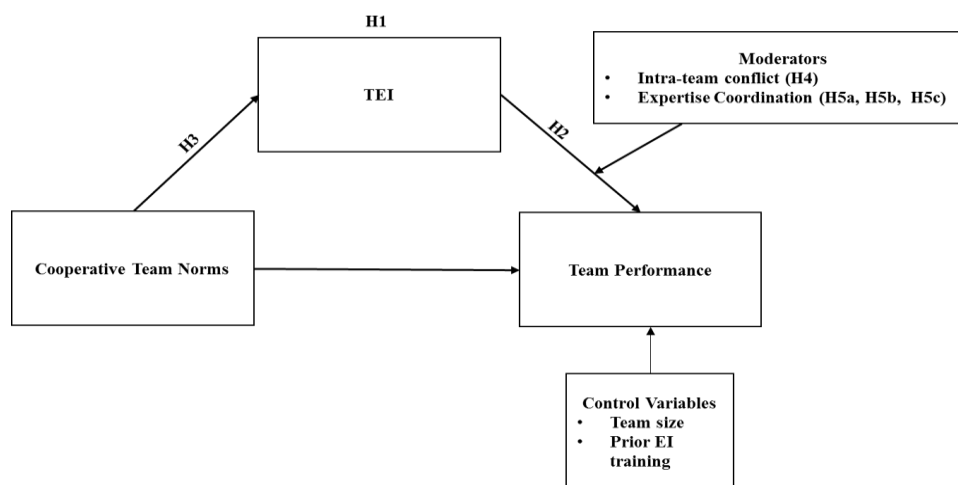 H1
TEI
Moderators
• Intra-team conflict (H4)
• Expertise Coordination (H5a, H5b, H5c)
H3
H2
Cooperative Team Norms
Team Performance
Control Variables
• Team size
• Prior EI
training